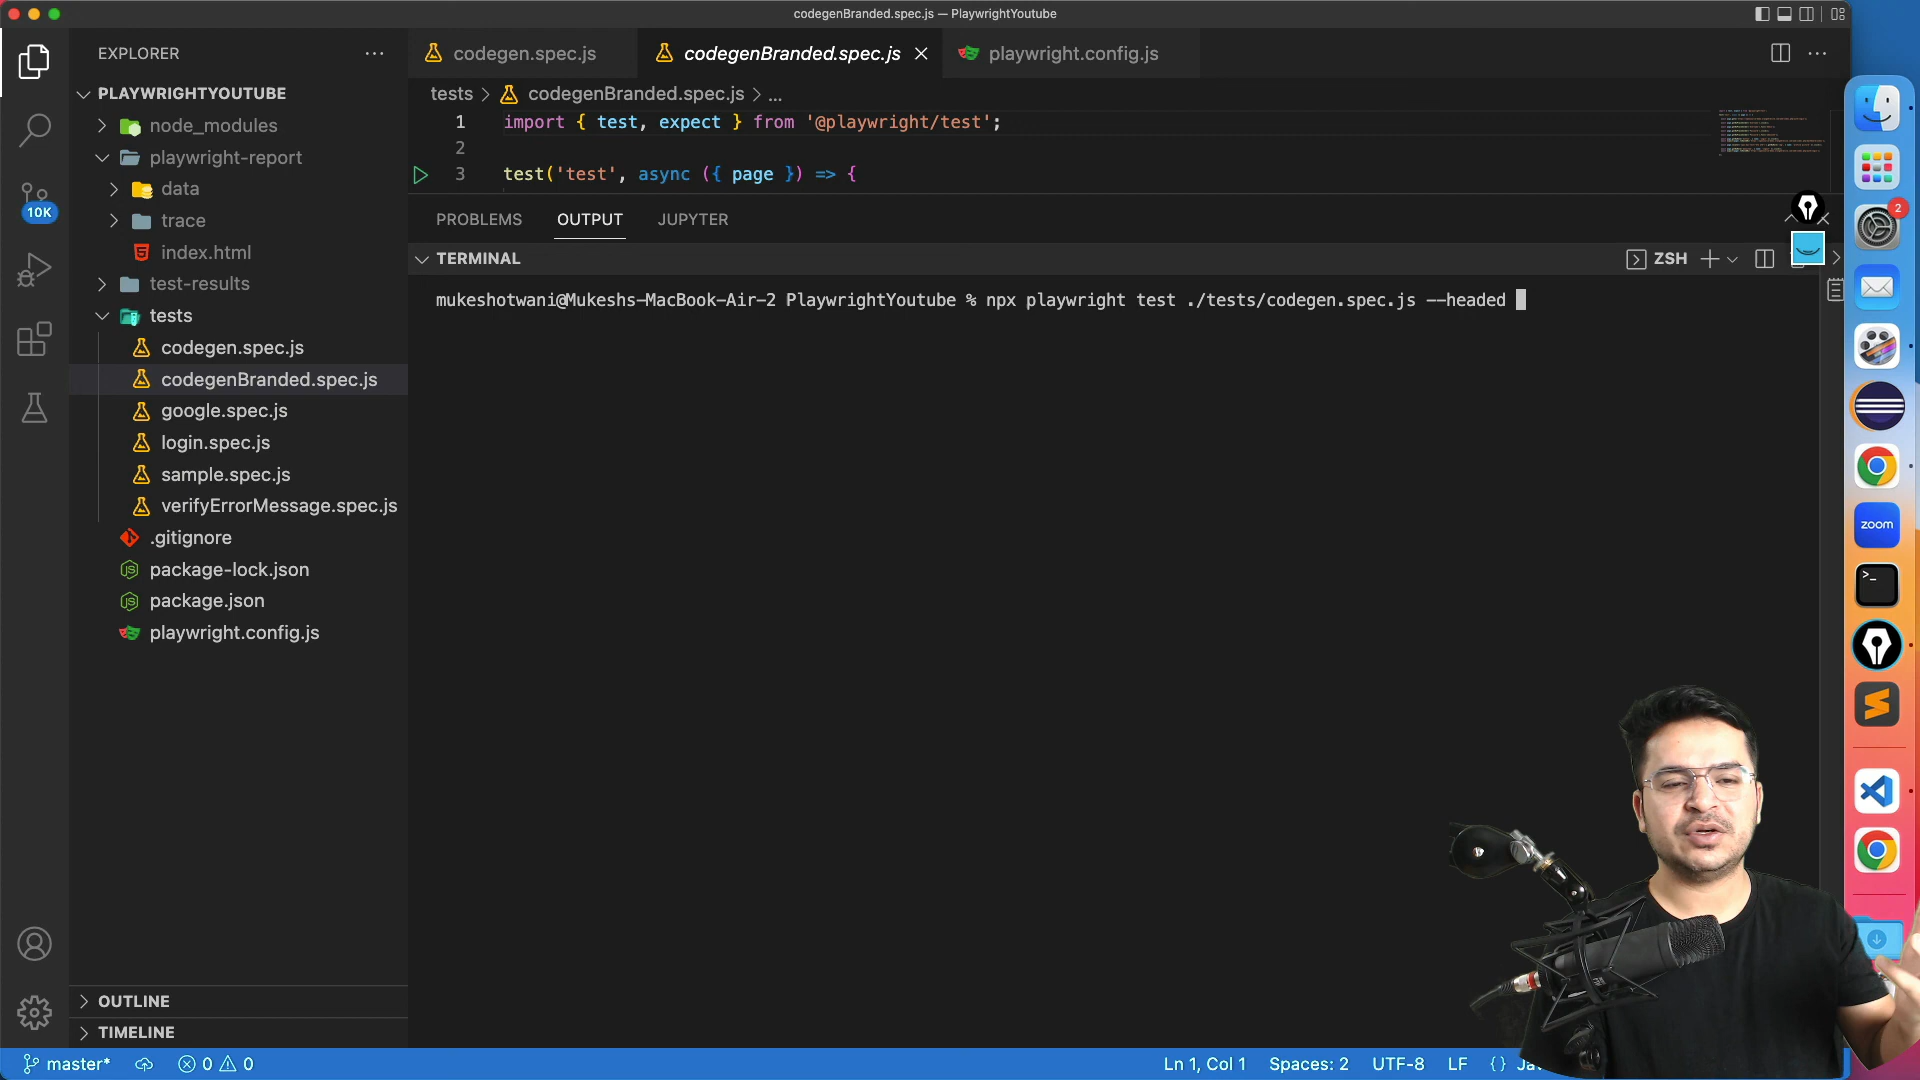 codegenBranded.spec.js — PlaywrightYoutube
EXPLORER
PLAYWRIGHTYOUTUBE
node_modules
playwright-report
data
trace
index.html
test-results
tests
codegen.spec.js
codegenBranded.spec.js
google.spec.js
login.spec.js
sample.spec.js
verifyErrorMessage.spec.js
.gitignore
package-lock.json
package.json
playwright.config.js
OUTLINE
TIMELINE
10K
codegen.spec.js
codegenBranded.spec.js
playwright.config.js
tests > codegenBranded.spec.js > ...
1 import { test, expect } from '@playwright/test';
2
3 test('test', async ({ page }) => {
PROBLEMS OUTPUT JUPYTER
TERMINAL
ZSH
mukeshotwani@Mukeshs-MacBook-Air-2 PlaywrightYoutube % npx playwright test ./tests/codegen.spec.js --headed
2
zoom
master*
0 0
Ln 1, Col 1 Spaces: 2 UTF-8 LF {}